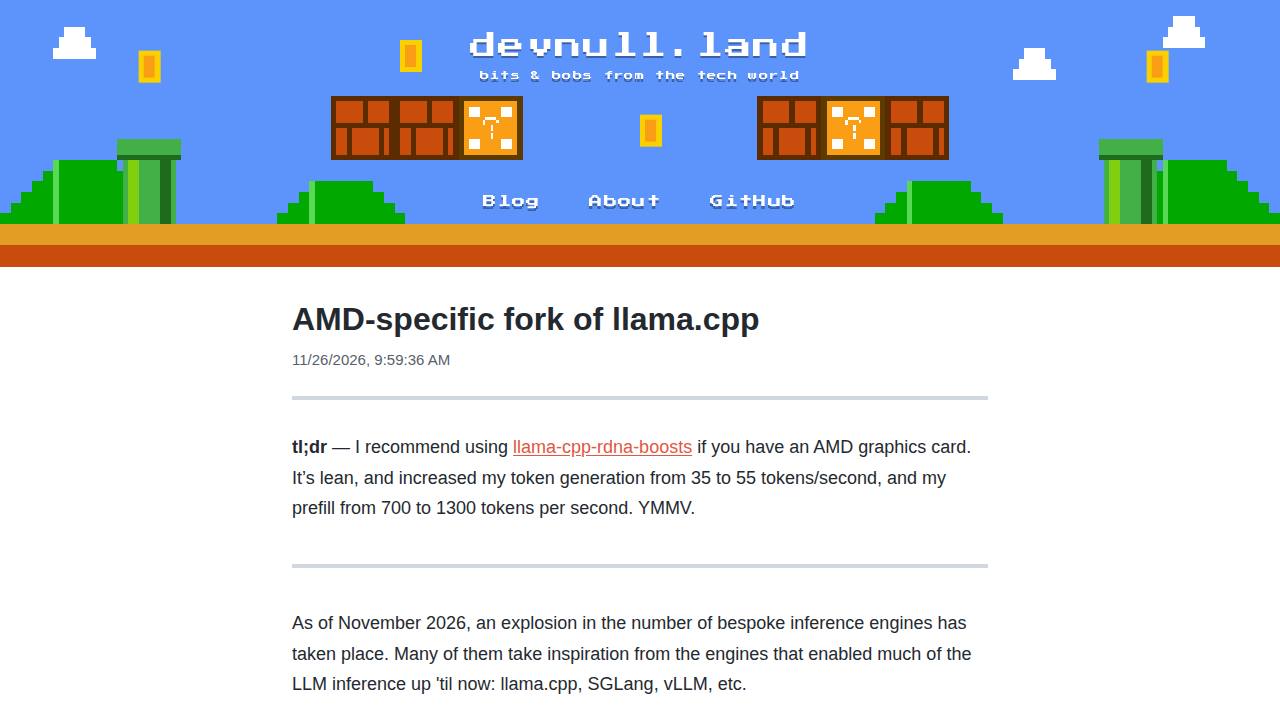 devnull.land
bits & bobs from the tech world
Blog About GitHub
AMD-specific fork of llama.cpp
11/26/2026, 9:59:36 AM
tl;dr — I recommend using llama-cpp-rdna-boosts if you have an AMD graphics card.
It’s lean, and increased my token generation from 35 to 55 tokens/second, and my
prefill from 700 to 1300 tokens per second. YMMV.
As of November 2026, an explosion in the number of bespoke inference engines has
taken place. Many of them take inspiration from the engines that enabled much of the
LLM inference up 'til now: llama.cpp, SGLang, vLLM, etc.